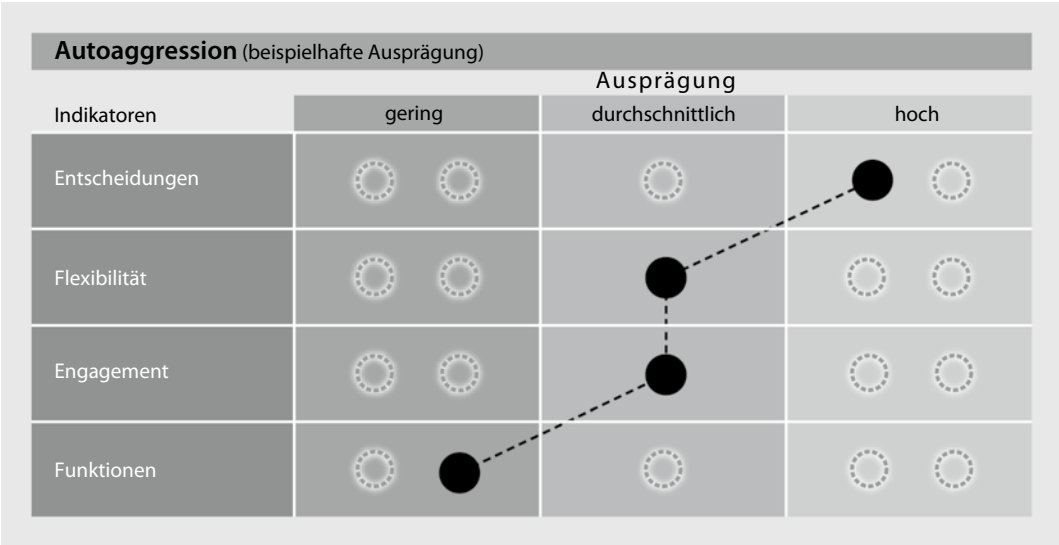 Autoaggression (beispielhafte Ausprägung)
Ausprägung
Indikatoren gering durchschnittlich hoch
Entscheidungen
Flexibilität
Engagement
Funktionen